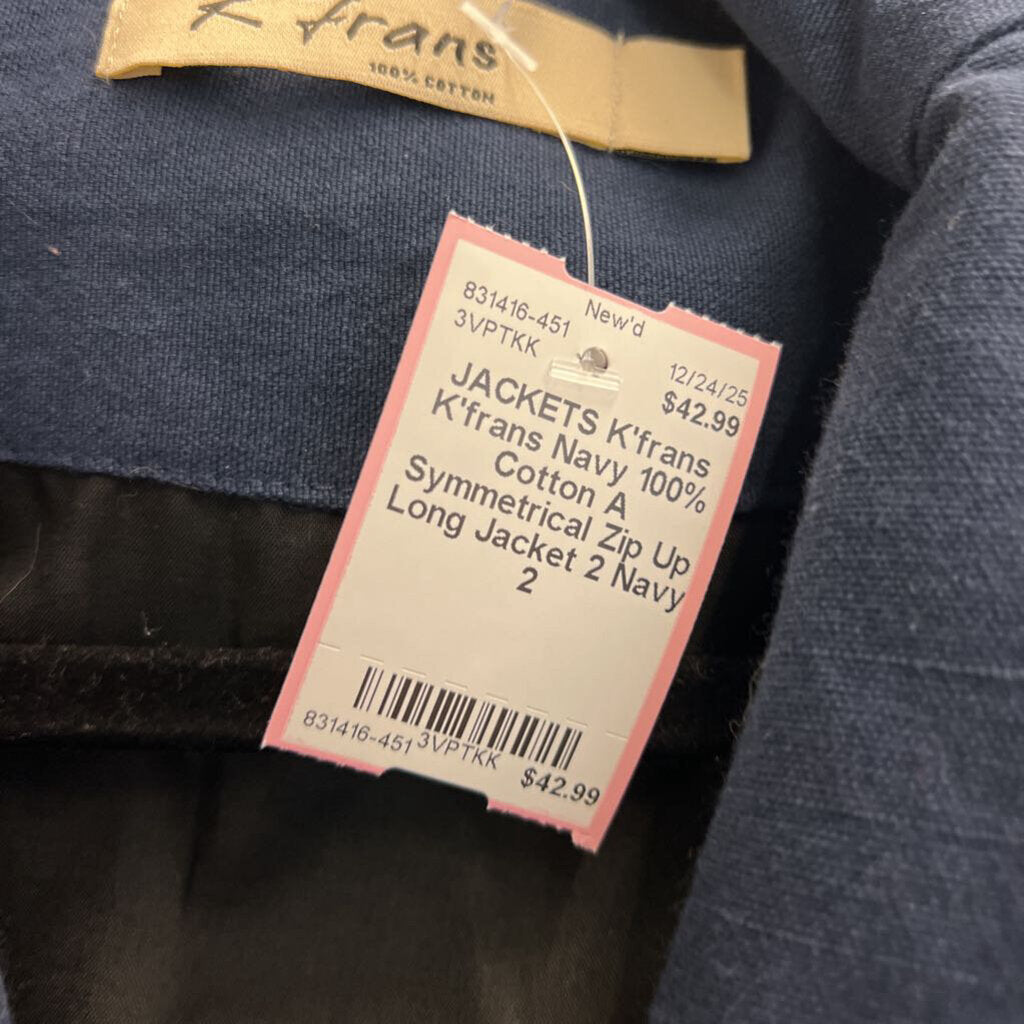 K frans
100% COTTON
831416-451 New'd
3VPTKK 12/24/25
$42.99
JACKETS K'frans
K'frans Navy 100%
Cotton A
Symmetrical Zip Up
Long Jacket 2 Navy
2
831416-451 3VPTKK
$42.99